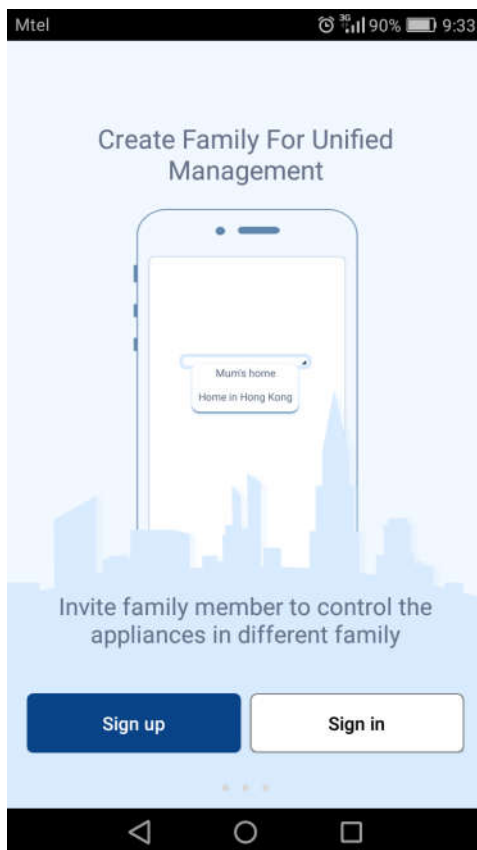 Mtel 3G 90% 9:33
Create Family For Unified
Management
Mum's home
Home in Hong Kong
Invite family member to control the
appliances in different family
Sign up Sign in